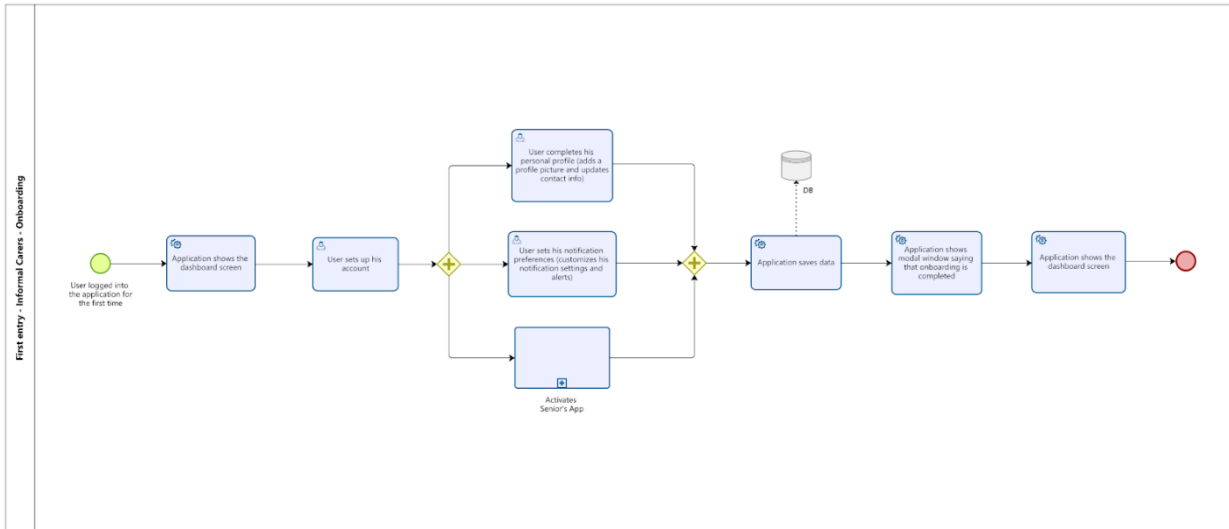 First entry - Informal Carers - Onboarding
User logged into
the application for
the first time
Application shows the
dashboard screen
User sets up his
account
User completes his
personal profile (adds a
profile picture and updates
contact info)
User sets his notification
preferences (customizes his
notification settings and
alerts)
Activates
Senior's App
Application saves data
DB
Application shows
modal window saying
that onboarding is
completed
Application shows the
dashboard screen